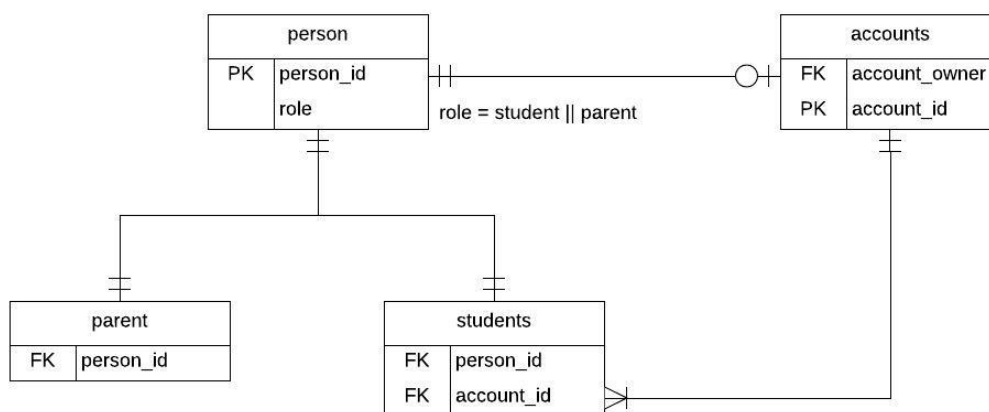 person
PK person_id
role
role = student || parent
accounts
FK account_owner
PK account_id
parent
FK person_id
students
FK person_id
FK account_id